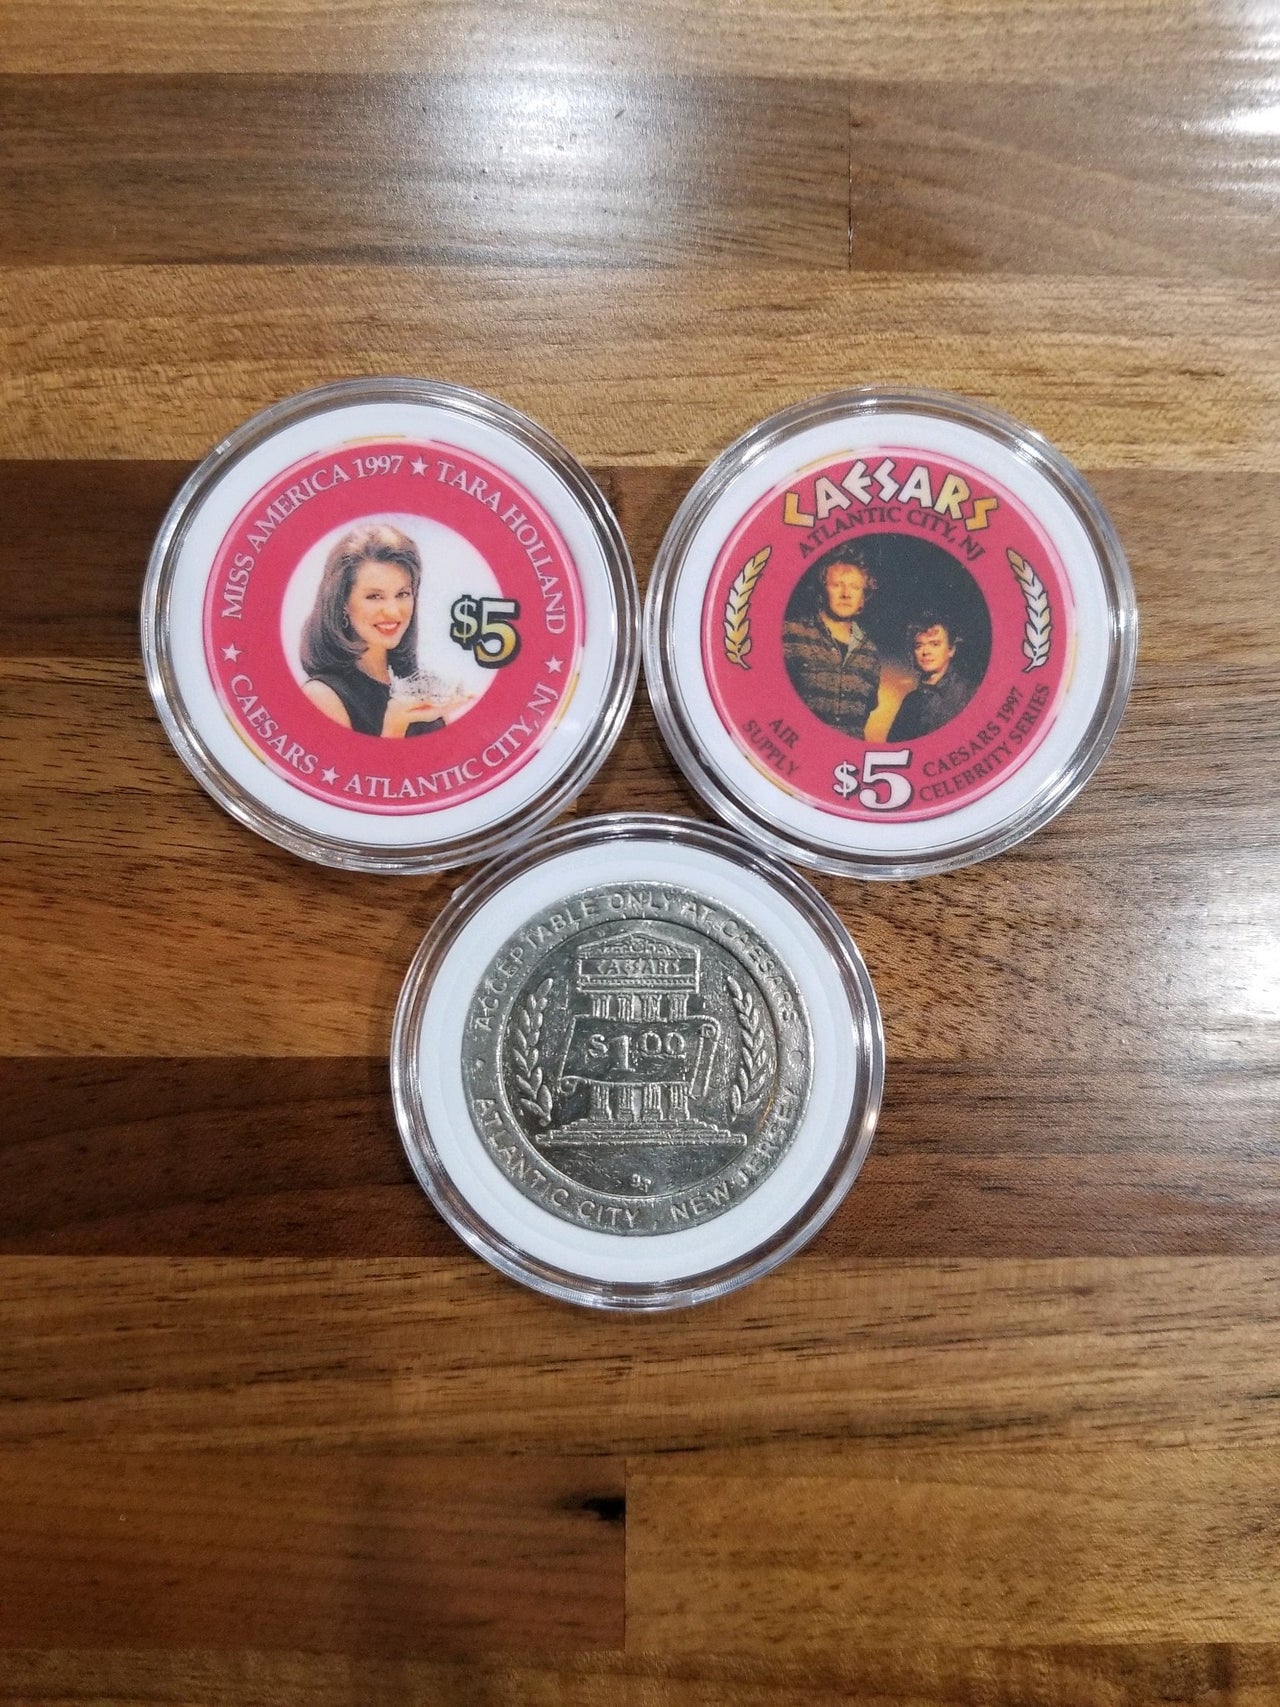 MISS AMERICA 1997 ★ TARA HOLLAND ★
CAESARS ★ ATLANTIC CITY, NJ ★
$5
CAESARS
ATLANTIC CITY, NJ
AIR
SUPPLY
$5
CAESARS 1997
CELEBRITY SERIES
ACCEPTABLE ONLY AT CAESARS
CAESARS
$1.00
ATLANTIC CITY, NEW JERSEY